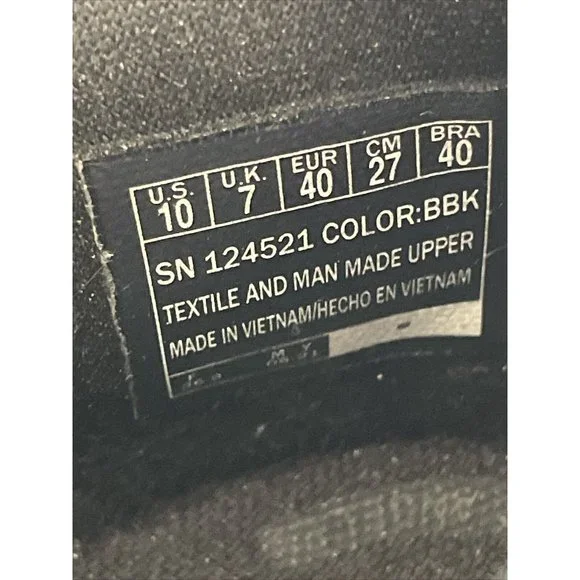 U.S. U.K. EUR CM BRA
10 7 40 27 40
SN 124521 COLOR:BBK
TEXTILE AND MAN MADE UPPER
MADE IN VIETNAM/HECHO EN VIETNAM